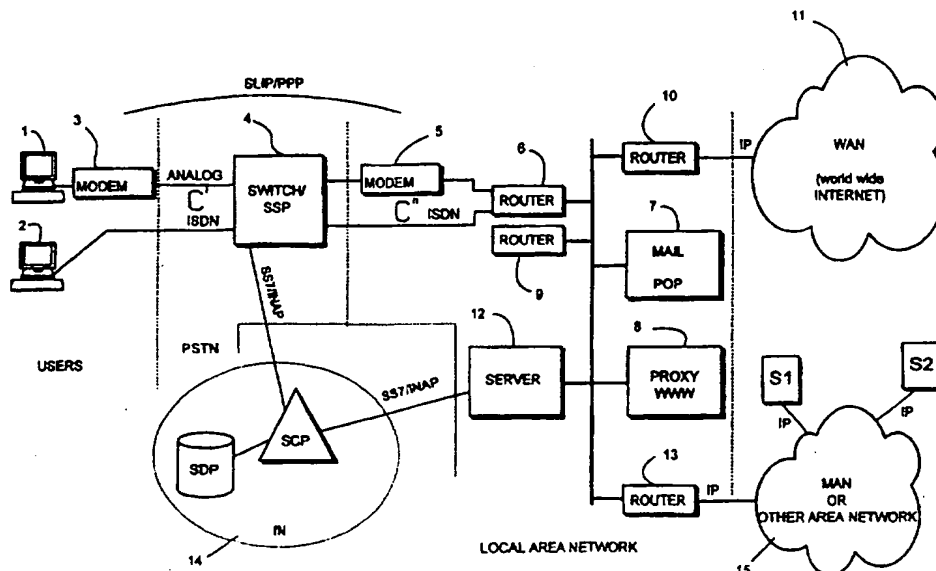 11
SLIP/PPP
10
1
3
4
5
6
ROUTER
IP
WAN
(world wide
INTERNET)
MODEM
ANALOG
C'
SWITCH/
SSP
MODEM
C"
ISDN
ISDN
ROUTER
7
2
ROUTER
9
MAIL
POP
SS7/INAP
12
8
USERS
PSTN
SERVER
PROXY
WWW
S1
S2
SS7/INAP
IP
IP
SCP
SDP
13
ROUTER
IP
MAN
OR
OTHER AREA NETWORK
IN
14
LOCAL AREA NETWORK
15